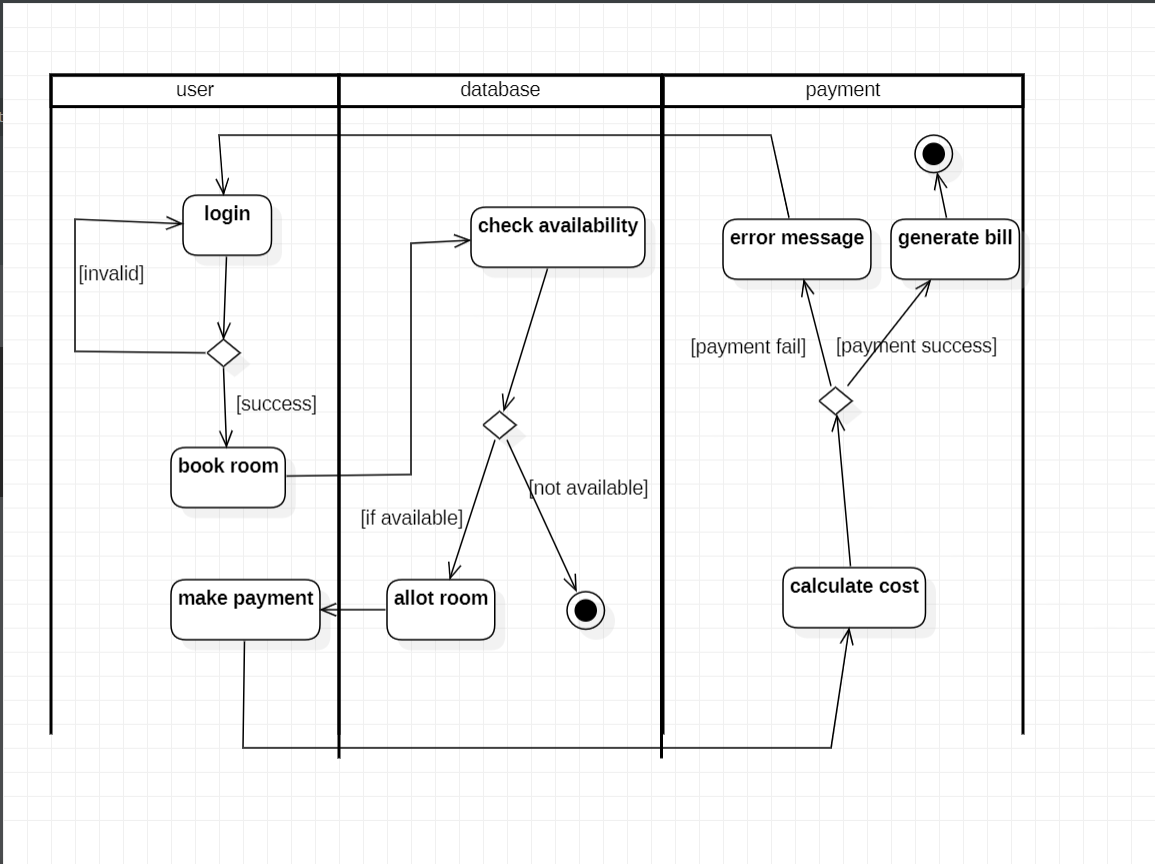 user
database
payment
login
check availability
error message
generate bill
[invalid]
[payment fail]
[payment success]
[success]
book room
[not available]
[if available]
make payment
allot room
calculate cost